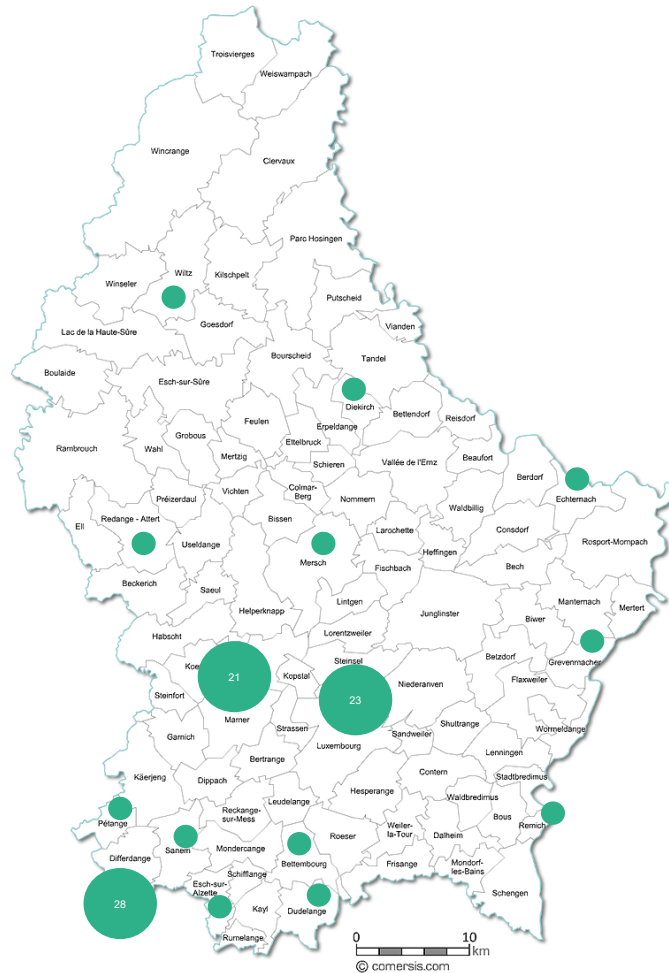 Troisvierges
Weiswampach
Wincrange
Clervaux
Parc Hosingen
Wiltz
Kilschpelt
Winseler
Putscheid
Goesdorf
Vianden
Lac de la Haute-Sûre
Bourscheid
Tandel
Boulaide
Esch-sur-Sûre
Diekirch
Bettendorf
Reisdorf
Feulen
Erpeldange
Grobous
Ettelbruck
Rambrouch
Wahl
Mertzig
Schieren
Vallée de l'Ernz
Beaufort
Berdorf
Vichten
Colmar-
Berg
Nommern
Echternach
Préizerdaul
Waldbillig
Redange - Attert
Bissen
Ell
Larochette
Consdorf
Useldange
Heffingen
Rosport-Mompach
Mersch
Fischbach
Bech
Beckerich
Saeul
Lintgen
Manternach
Mertert
Helperknapp
Junglinster
Biwer
Habscht
Lorentzweiler
Betzdorf
Grevenmacher
Steinsel
Koe
21
Kopstal
Niederanven
Flaxweiler
Steinfort
23
Mamer
Strassen
Shuttrange
Wormeldange
Garnich
Sandweiler
Luxembourg
Lenningen
Bertrange
Contern
Stadtbredimus
Käerjeng
Dippach
Hesperange
Waldbredimus
Leudelange
Reckange-
sur-Mess
Bous
Pétange
Weiler-
la-Tour
Remich
Roeser
Dalheim
Sanem
Mondercange
Differdange
Bettembourg
Frisange
Mondorf-
les-Bains
Schifflange
Esch-sur-
Alzette
Schengen
28
Kayl
Dudelange
Rumelange
0 10
km
© comersis.com